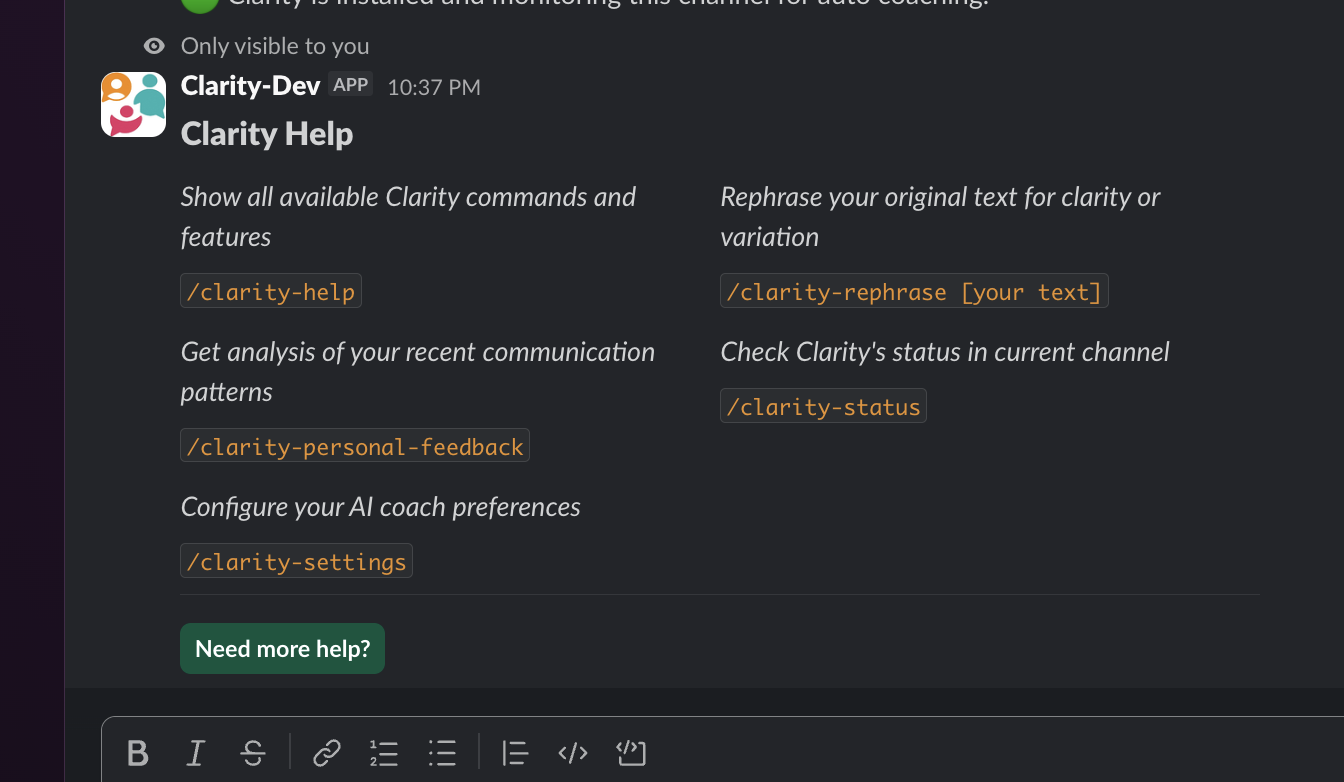 Clarity is installed and monitoring this channel for auto coaching.
Only visible to you
Clarity-Dev APP 10:37 PM
Clarity Help
Show all available Clarity commands and
features
/clarity-help
Rephrase your original text for clarity or
variation
/clarity-rephrase [your text]
Get analysis of your recent communication
patterns
/clarity-personal-feedback
Check Clarity's status in current channel
/clarity-status
Configure your AI coach preferences
/clarity-settings
Need more help?